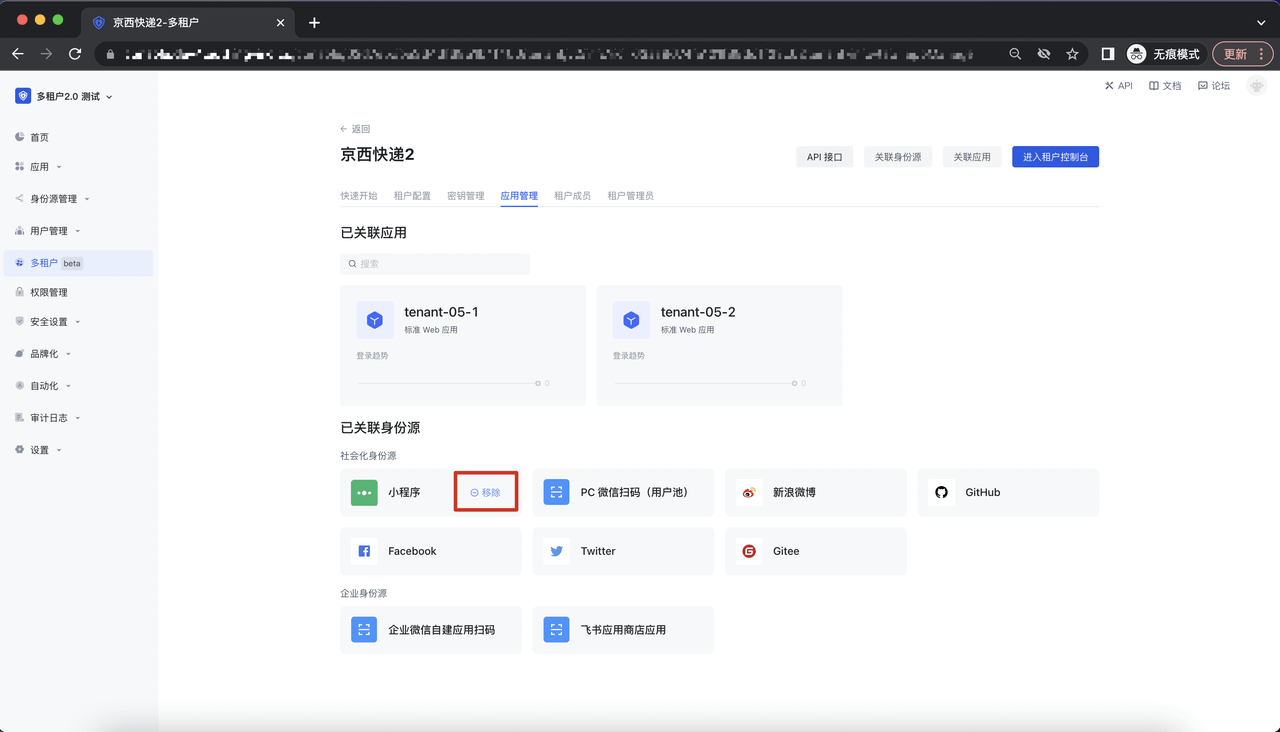 京西快递2-多租户
无痕模式
更新
多租户2.0 测试
API
文档
论坛
首页
应用
身份源管理
用户管理
多租户 beta
权限管理
安全设置
品牌化
自动化
审计日志
设置
返回
京西快递2
API 接口
关联身份源
关联应用
进入租户控制台
快速开始
租户配置
密钥管理
应用管理
租户成员
租户管理员
已关联应用
搜索
tenant-05-1
标准 Web 应用
登录趋势
0
tenant-05-2
标准 Web 应用
登录趋势
0
已关联身份源
社会化身份源
小程序
移除
PC 微信扫码（用户池）
新浪微博
GitHub
Facebook
Twitter
Gitee
企业身份源
企业微信自建应用扫码
飞书应用商店应用